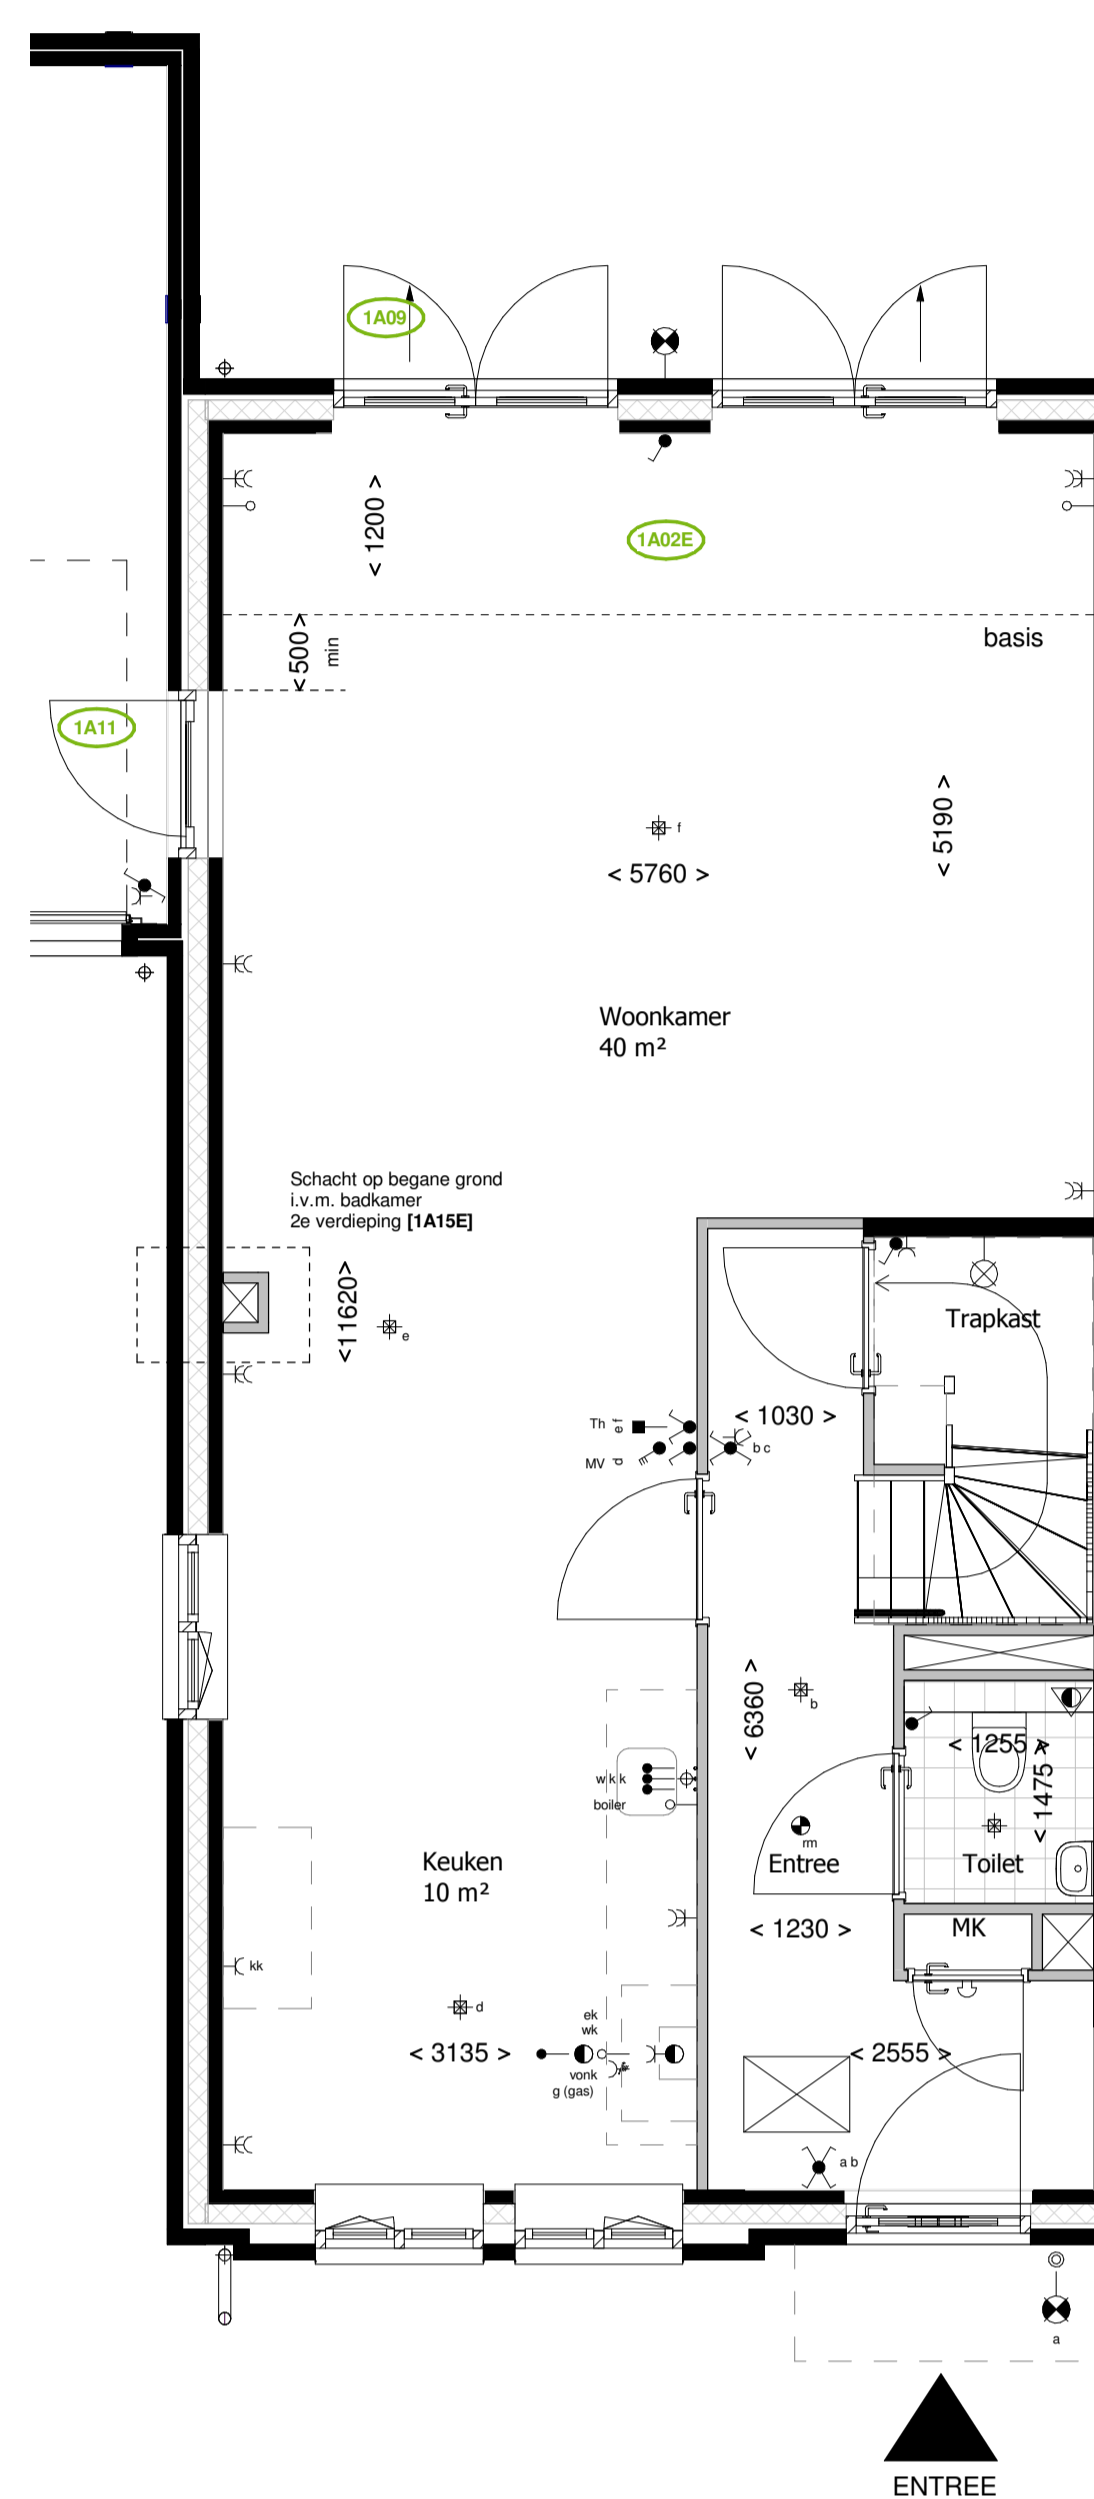 1A09
< 1200 >
1A02E
basis
< 500 >
min
1A11
f
< 5760 >
< 5190 >
Woonkamer
40 m²
Schacht op begane grond
i.v.m. badkamer
2e verdieping [1A15E]
<11620>
e
Trapkast
< 1030 >
Th
e f
MV
d
b c
< 6360 >
b
< 1255 >
< 1475 >
w k k
boiler
rm
Entree
Toilet
Keuken
10 m²
< 1230 >
MK
kk
d
ek
wk
< 3135 >
< 2555 >
vonk
g (gas)
a b
a
ENTREE